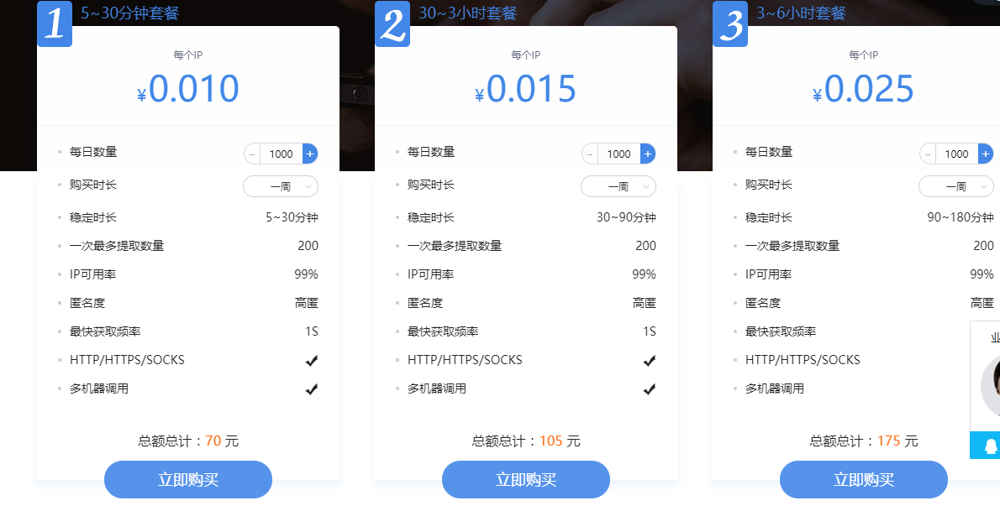 1
5~30分钟套餐
每个IP
¥0.010
每日数量
− 1000 +
购买时长
一周
稳定时长
5~30分钟
一次最多提取数量
200
IP可用率
99%
匿名度
高匿
最快获取频率
1S
HTTP/HTTPS/SOCKS
多机器调用
总额总计：70 元
立即购买
2
30~3小时套餐
每个IP
¥0.015
每日数量
− 1000 +
购买时长
一周
稳定时长
30~90分钟
一次最多提取数量
200
IP可用率
99%
匿名度
高匿
最快获取频率
1S
HTTP/HTTPS/SOCKS
多机器调用
总额总计：105 元
立即购买
3
3~6小时套餐
每个IP
¥0.025
每日数量
− 1000 +
购买时长
一周
稳定时长
90~180分钟
一次最多提取数量
200
IP可用率
99%
匿名度
高匿
最快获取频率
HTTP/HTTPS/SOCKS
多机器调用
总额总计：175 元
立即购买